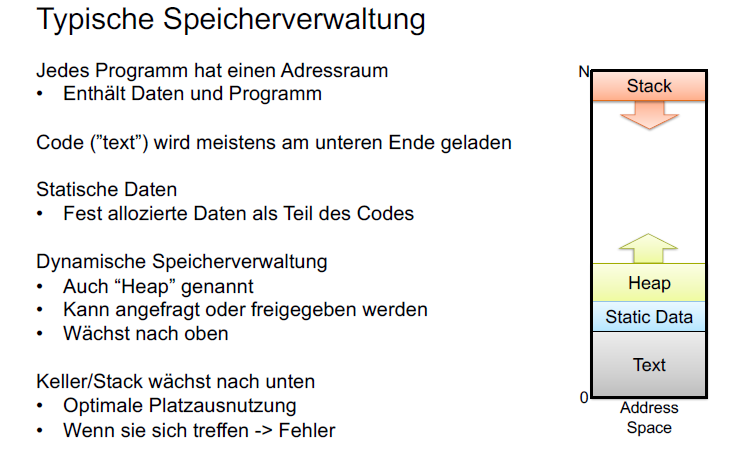 Typische Speicherverwaltung
Jedes Programm hat einen Adressraum
• Enthält Daten und Programm
Code (”text”) wird meistens am unteren Ende geladen
Statische Daten
• Fest allozierte Daten als Teil des Codes
Dynamische Speicherverwaltung
• Auch “Heap” genannt
• Kann angefragt oder freigegeben werden
• Wächst nach oben
Keller/Stack wächst nach unten
• Optimale Platzausnutzung
• Wenn sie sich treffen -> Fehler
N
Stack
Heap
Static Data
Text
0
Address
Space